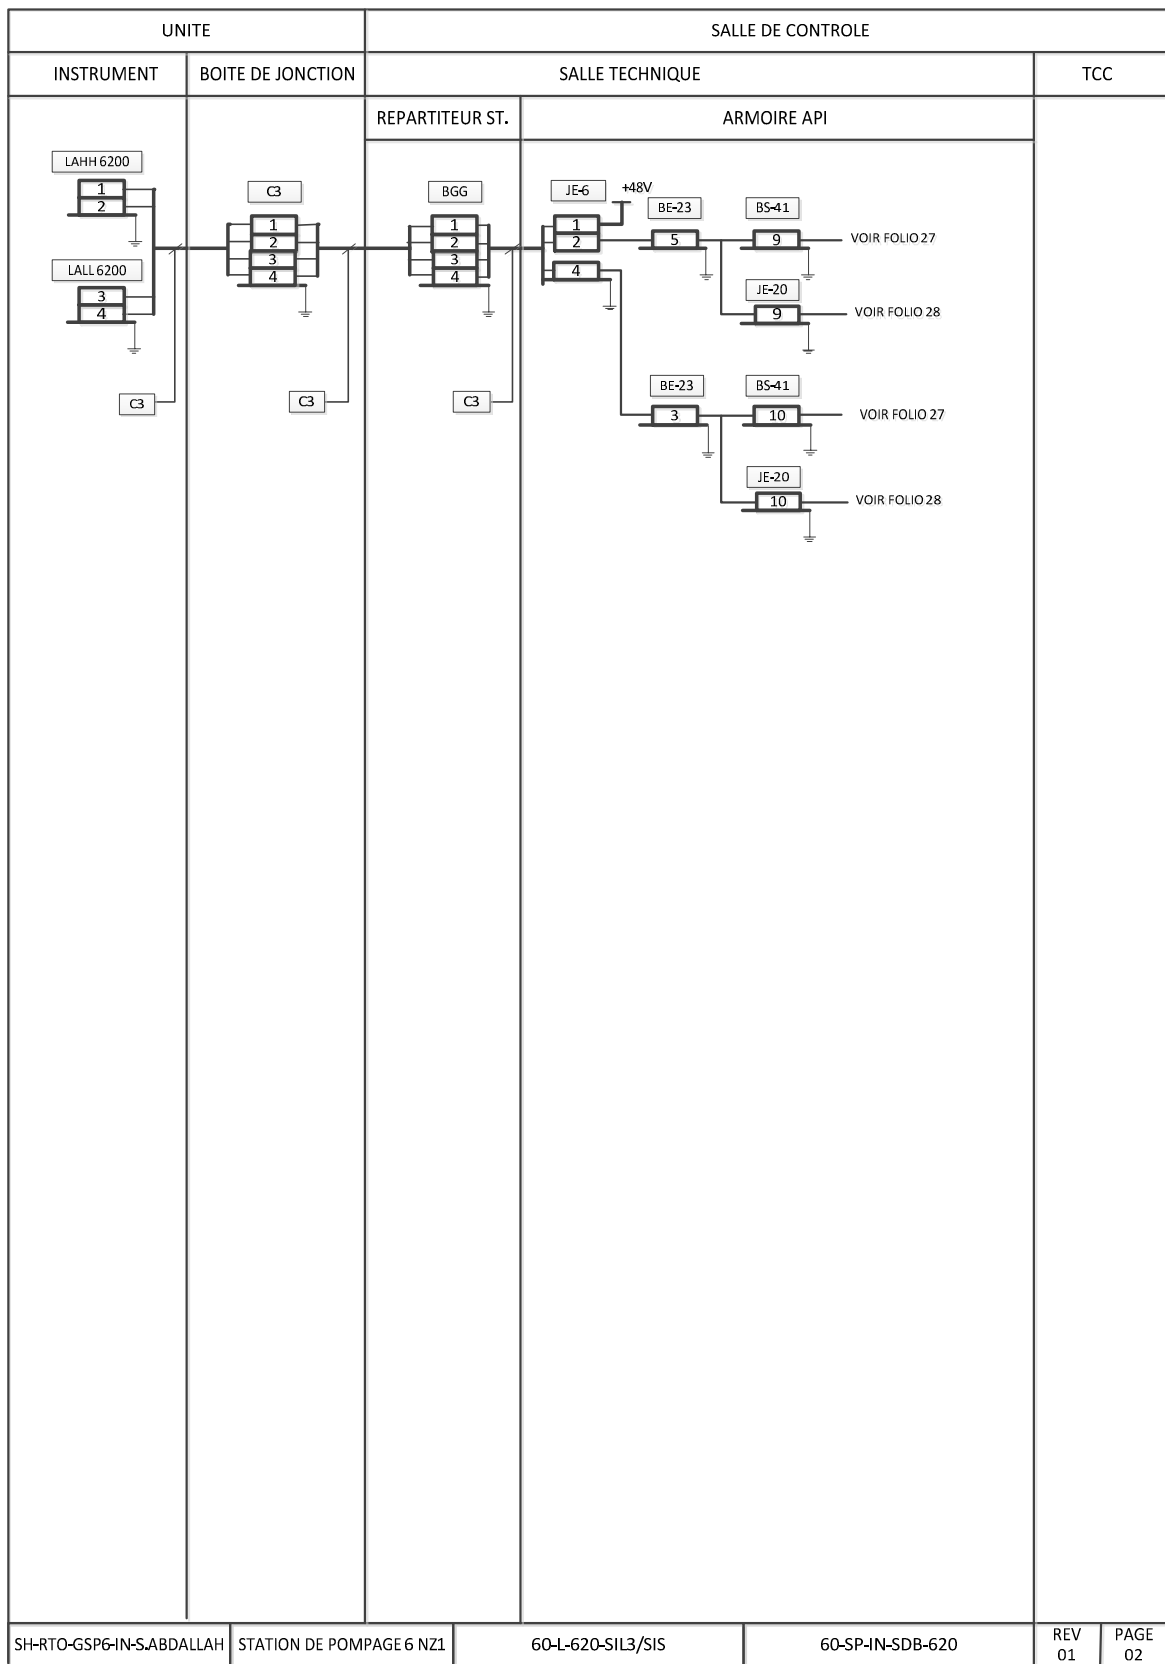 UNITE
SALLE DE CONTROLE
INSTRUMENT
BOITE DE JONCTION
SALLE TECHNIQUE
TCC
REPARTITEUR ST.
ARMOIRE API
LAHH 6200
1
2
LALL 6200
3
4
C3
C3
1
2
3
4
C3
BGG
1
2
3
4
C3
JE-6
+48V
1
2
4
BE-23
5
BS-41
9
VOIR FOLIO 27
JE-20
9
VOIR FOLIO 28
BE-23
3
BS-41
10
VOIR FOLIO 27
JE-20
10
VOIR FOLIO 28
SH-RTO-GSP6-IN-S.ABDALLAH
STATION DE POMPAGE 6 NZ1
60-L-620-SIL3/SIS
60-SP-IN-SDB-620
REV
01
PAGE
02